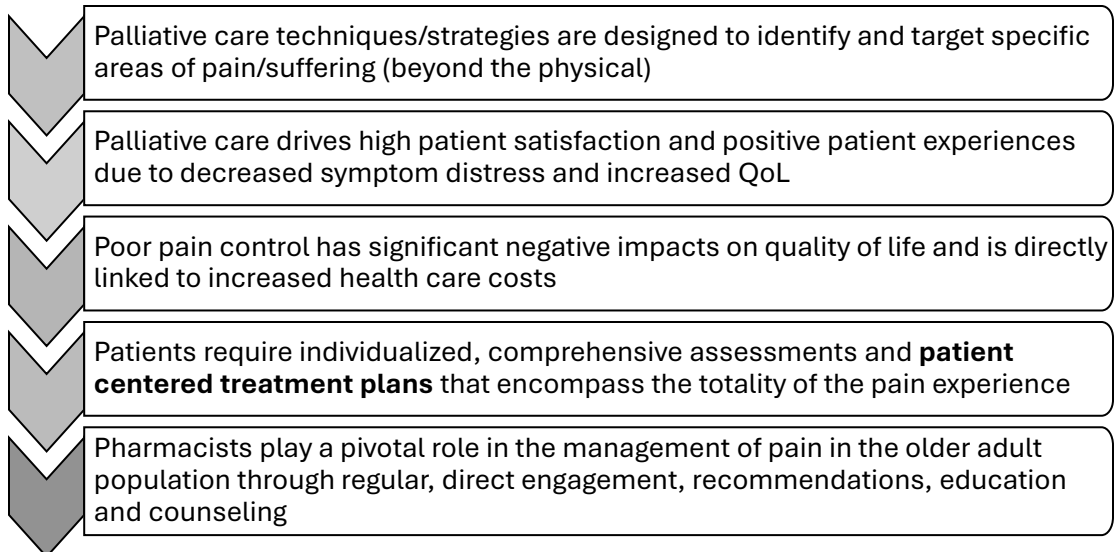 Palliative care techniques/strategies are designed to identify and target specific
areas of pain/suffering (beyond the physical)
Palliative care drives high patient satisfaction and positive patient experiences
due to decreased symptom distress and increased QoL
Poor pain control has significant negative impacts on quality of life and is directly
linked to increased health care costs
Patients require individualized, comprehensive assessments and patient
centered treatment plans that encompass the totality of the pain experience
Pharmacists play a pivotal role in the management of pain in the older adult
population through regular, direct engagement, recommendations, education
and counseling